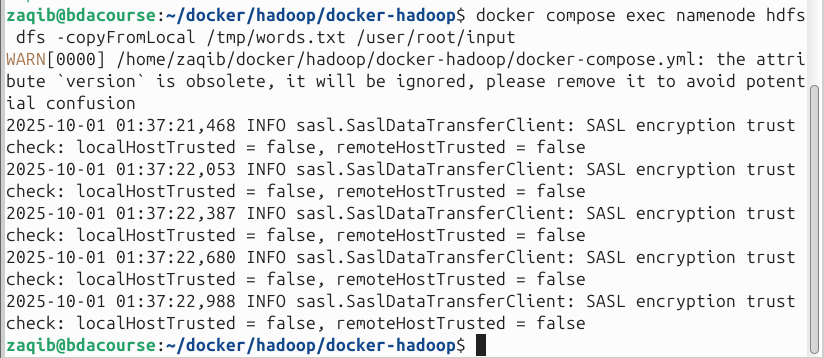 zaqib@bdacourse:~/docker/hadoop/docker-hadoop$ docker compose exec namenode hdfs
 dfs -copyFromLocal /tmp/words.txt /user/root/input
WARN[0000] /home/zaqib/docker/hadoop/docker-hadoop/docker-compose.yml: the attri
bute `version` is obsolete, it will be ignored, please remove it to avoid potent
ial confusion
2025-10-01 01:37:21,468 INFO sasl.SaslDataTransferClient: SASL encryption trust
check: localHostTrusted = false, remoteHostTrusted = false
2025-10-01 01:37:22,053 INFO sasl.SaslDataTransferClient: SASL encryption trust
check: localHostTrusted = false, remoteHostTrusted = false
2025-10-01 01:37:22,387 INFO sasl.SaslDataTransferClient: SASL encryption trust
check: localHostTrusted = false, remoteHostTrusted = false
2025-10-01 01:37:22,680 INFO sasl.SaslDataTransferClient: SASL encryption trust
check: localHostTrusted = false, remoteHostTrusted = false
2025-10-01 01:37:22,988 INFO sasl.SaslDataTransferClient: SASL encryption trust
check: localHostTrusted = false, remoteHostTrusted = false
zaqib@bdacourse:~/docker/hadoop/docker-hadoop$